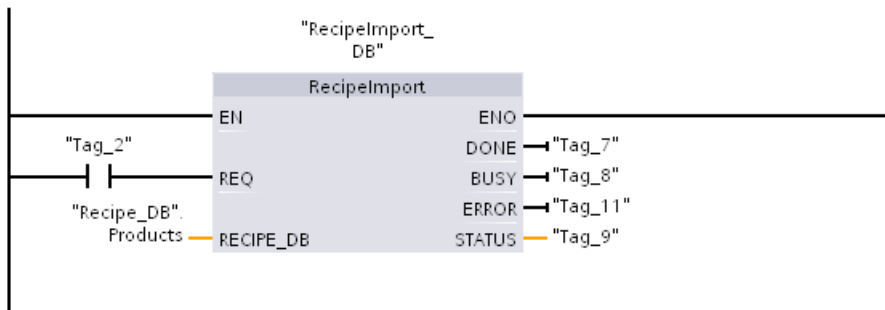 "RecipeImport_
DB"
RecipeImport
EN
ENO
"Tag_2"
DONE
"Tag_7"
REQ
BUSY
"Tag_8"
"Recipe_DB".
Products
ERROR
"Tag_11"
RECIPE_DB
STATUS
"Tag_9"